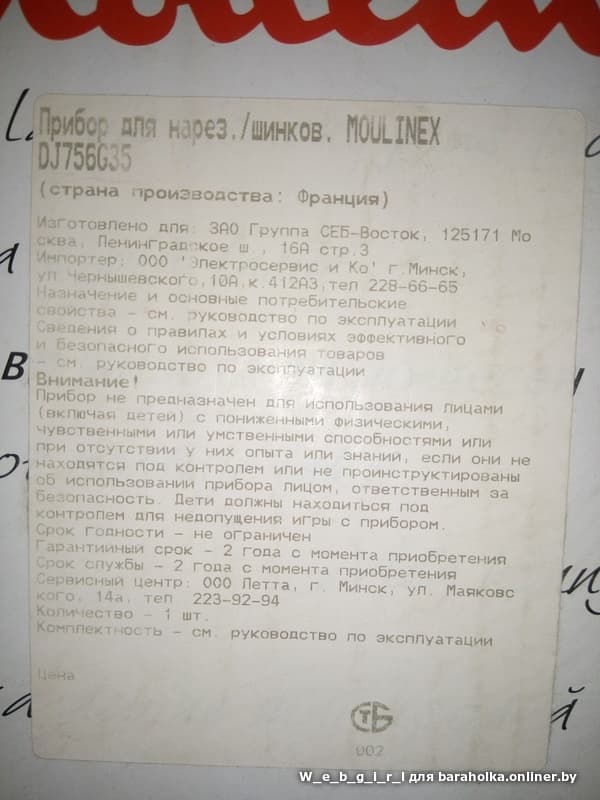 Прибор для нарез./шинков. MOULINEX
DJ756G35
(страна производства: Франция)
Изготовлено для: ЗАО Группа СЕБ-Восток, 125171 Мо
сква, Ленинградское ш., 16А стр.3
Импортер: ООО 'Электросервис и Ко' г.Минск,
ул.Чернышевского,10А,к.412А3,тел 228-66-65
Назначение и основные потребительские
свойства - см. руководство по эксплуатации
Сведения о правилах и условиях эффективного
и безопасного использования товаров
- см. руководство по эксплуатации
Внимание!
Прибор не предназначен для использования лицами
(включая детей) с пониженными физическими,
чувственными или умственными способностями или
при отсутствии у них опыта или знаний, если они не
находятся под контролем или не проинструктированы
об использовании прибора лицом, ответственным за
безопасность. Дети должны находиться под
контролем для недопущения игры с прибором.
Срок годности - не ограничен
Гарантийный срок - 2 года с момента приобретения
Срок службы - 2 года с момента приобретения
Сервисный центр: ООО Летта, г. Минск, ул. Маяковс
кого, 14а, тел 223-92-94
Количество - 1 шт.
Комплектность - см. руководство по эксплуатации
Цена
СТБ
002
W_e_b_g_i_r_l для baraholka.onliner.by